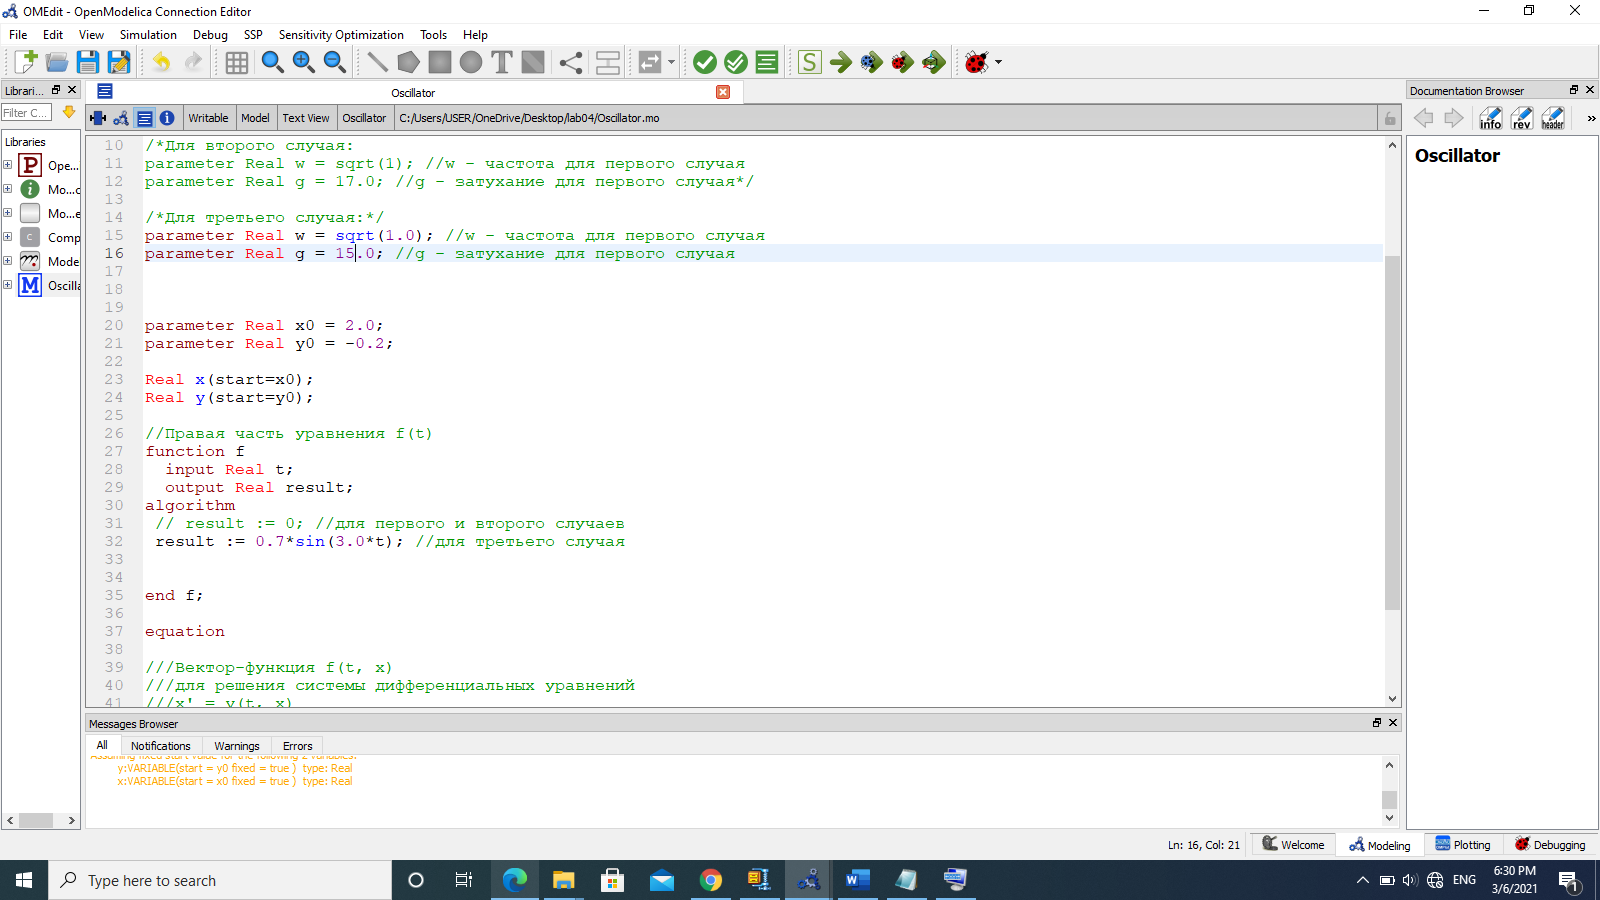 OMEdit - OpenModelica Connection Editor
File Edit View Simulation Debug SSP Sensitivity Optimization Tools Help
Librari...
Oscillator
Documentation Browser
Filter C...
Writable Model Text View Oscillator C:/Users/USER/OneDrive/Desktop/lab04/Oscillator.mo
info rev header »
Libraries
P Ope...
i Mo...c
Mo...e
C Comp
Mode
M Oscilla
Oscillator
10 /*Для второго случая:
11 parameter Real w = sqrt(1); //w - частота для первого случая
12 parameter Real g = 17.0; //g - затухание для первого случая*/
13
14 /*Для третьего случая:*/
15 parameter Real w = sqrt(1.0); //w - частота для первого случая
16 parameter Real g = 15.0; //g - затухание для первого случая
17
18
19
20 parameter Real x0 = 2.0;
21 parameter Real y0 = -0.2;
22
23 Real x(start=x0);
24 Real y(start=y0);
25
26 //Правая часть уравнения f(t)
27 function f
28 input Real t;
29 output Real result;
30 algorithm
31 // result := 0; //для первого и второго случаев
32 result := 0.7*sin(3.0*t); //для третьего случая
33
34
35 end f;
36
37 equation
38
39 ///Вектор-функция f(t, x)
40 ///для решения системы дифференциальных уравнений
41 ///x' = y(t, x)
Messages Browser
All Notifications Warnings Errors
Assuming fixed start value for the following 2 variables:
y:VARIABLE(start = y0 fixed = true ) type: Real
x:VARIABLE(start = x0 fixed = true ) type: Real
Ln: 16, Col: 21 Welcome Modeling Plotting Debugging
Type here to search
ENG
6:30 PM
3/6/2021
1